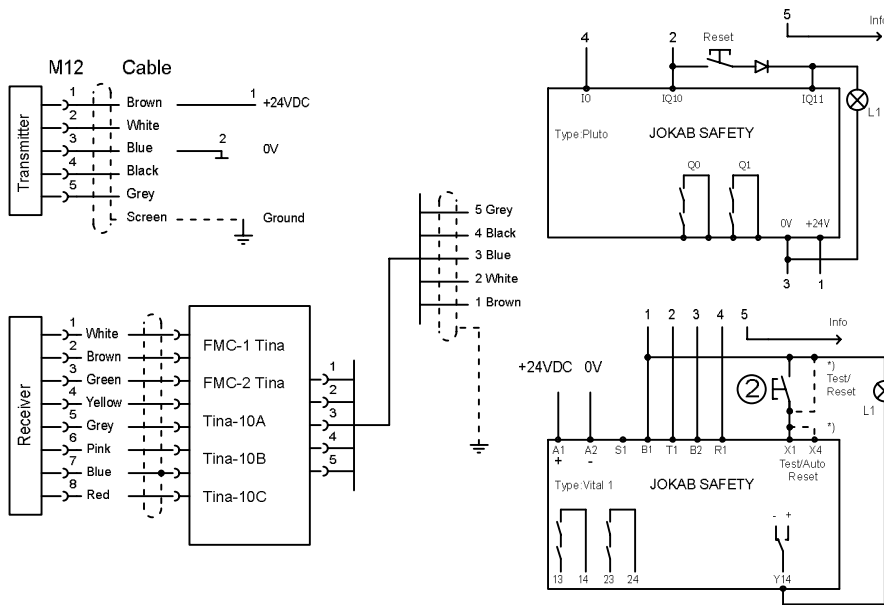 M12 Cable
Transmitter
1 Brown 1 +24VDC
2 White
3 Blue 2 0V
4 Black
5 Grey
Screen Ground
Receiver
1 White
2 Brown
3 Green
4 Yellow
5 Grey
6 Pink
7 Blue
8 Red
FMC-1 Tina
FMC-2 Tina
Tina-10A
Tina-10B
Tina-10C
1
2
3
4
5
5 Grey
4 Black
3 Blue
2 White
1 Brown
4 2 Reset 5 Info
I0 IQ10 IQ11
L1
Type:Pluto JOKAB SAFETY
Q0 Q1
0V +24V
3 1
1 2 3 4 5 Info
+24VDC 0V
2
*)
Test/
Reset
L1
*)
A1 A2 S1 B1 T1 B2 R1 X1 X4
+ -
Test/Auto
Reset
Type:Vital 1 JOKAB SAFETY
- +
13 14 23 24 Y14